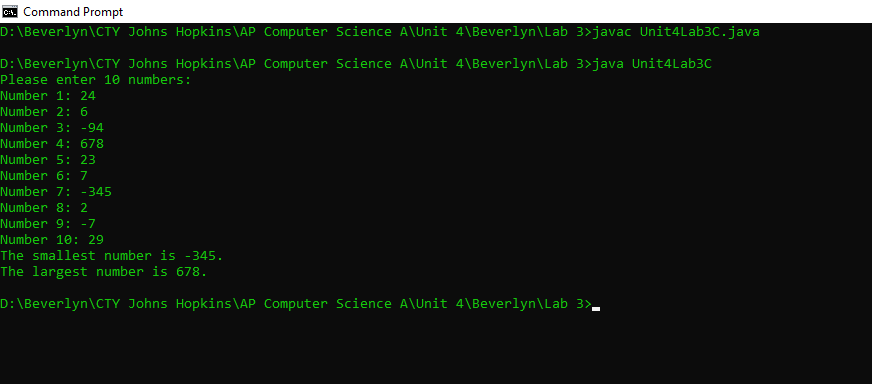 Command Prompt
D:\Beverlyn\CTY Johns Hopkins\AP Computer Science A\Unit 4\Beverlyn\Lab 3>javac Unit4Lab3C.java
D:\Beverlyn\CTY Johns Hopkins\AP Computer Science A\Unit 4\Beverlyn\Lab 3>java Unit4Lab3C
Please enter 10 numbers:
Number 1: 24
Number 2: 6
Number 3: -94
Number 4: 678
Number 5: 23
Number 6: 7
Number 7: -345
Number 8: 2
Number 9: -7
Number 10: 29
The smallest number is -345.
The largest number is 678.
D:\Beverlyn\CTY Johns Hopkins\AP Computer Science A\Unit 4\Beverlyn\Lab 3>